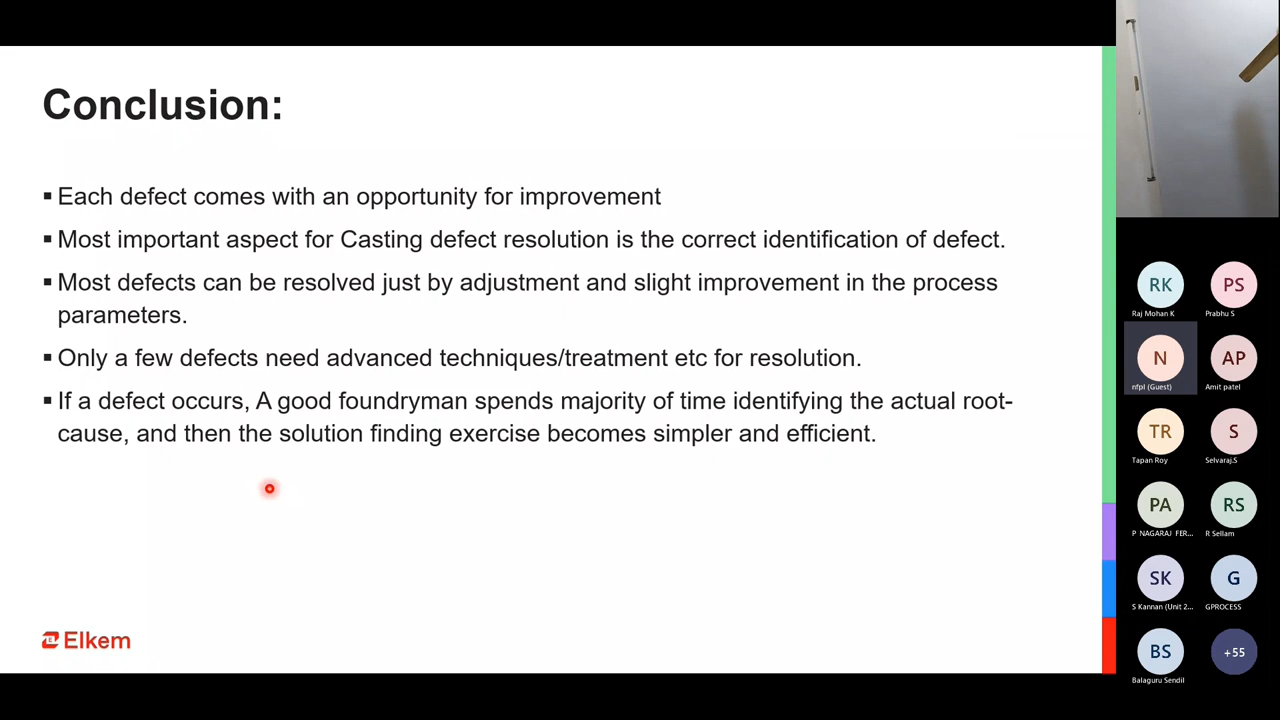 Conclusion:
▪ Each defect comes with an opportunity for improvement
▪ Most important aspect for Casting defect resolution is the correct identification of defect.
▪ Most defects can be resolved just by adjustment and slight improvement in the process
parameters.
▪ Only a few defects need advanced techniques/treatment etc for resolution.
▪ If a defect occurs, A good foundryman spends majority of time identifying the actual root-
cause, and then the solution finding exercise becomes simpler and efficient.
Elkem
RK
Raj Mohan K
PS
Prabhu S
N
nfpl (Guest)
AP
Amit patel
TR
Tapan Roy
S
Selvaraj.S
PA
P NAGARAJ FER...
RS
R Sellam
SK
S Kannan (Unit 2...
G
GPROCESS
BS
Balaguru Sendil
+55